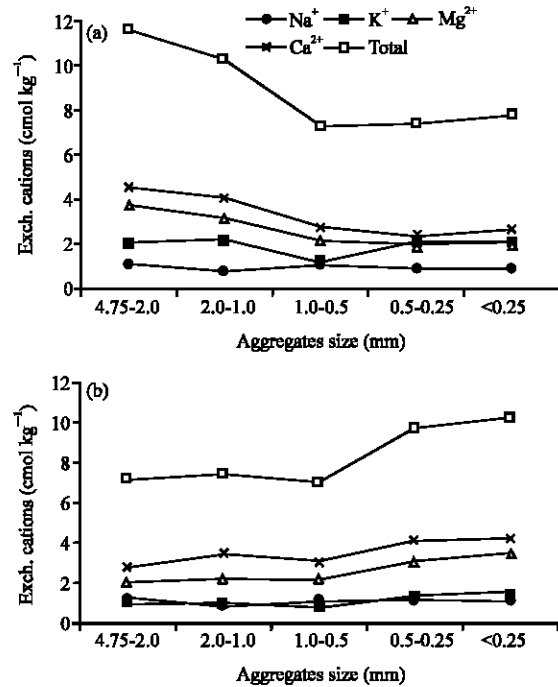 (a)
Na⁺ K⁺ Mg²⁺
Ca²⁺ Total
Exch. cations (cmol kg⁻¹)
12
10
8
6
4
2
0
4.75-2.0 2.0-1.0 1.0-0.5 0.5-0.25 <0.25
Aggregates size (mm)
(b)
Exch. cations (cmol kg⁻¹)
12
10
8
6
4
2
0
4.75-2.0 2.0-1.0 1.0-0.5 0.5-0.25 <0.25
Aggregates size (mm)